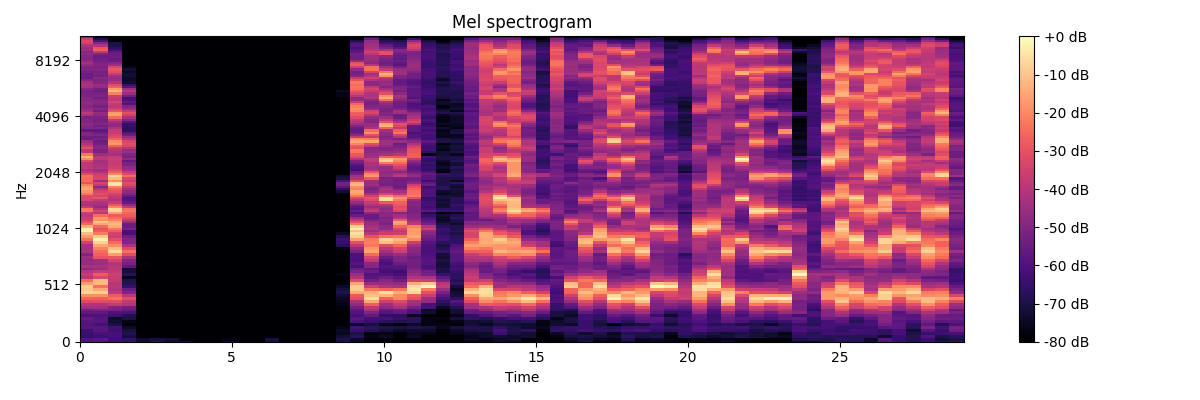 Mel spectrogram
Hz
8192
4096
2048
1024
512
0
0 5 10 15 20 25
Time
+0 dB
-10 dB
-20 dB
-30 dB
-40 dB
-50 dB
-60 dB
-70 dB
-80 dB